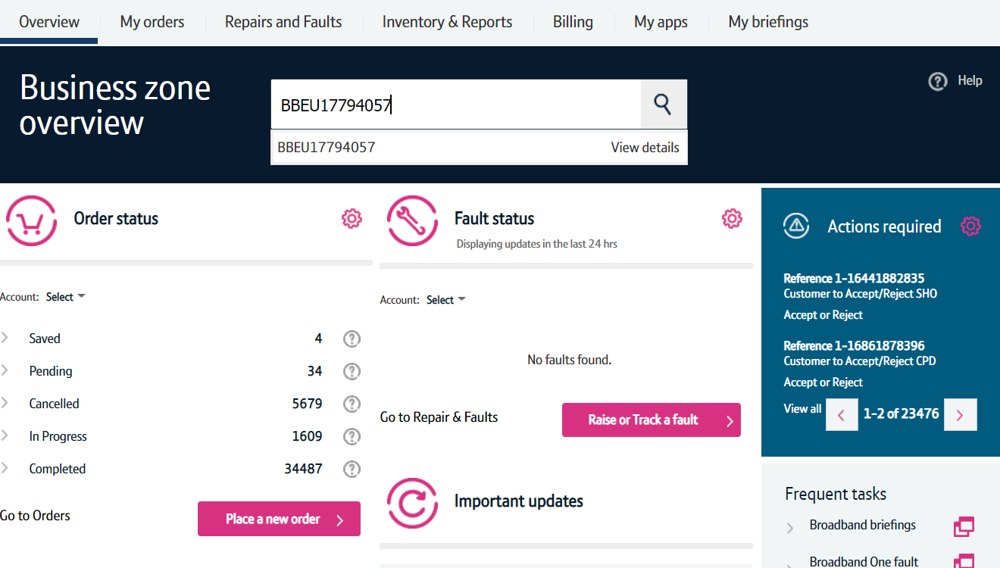 Overview My orders Repairs and Faults Inventory & Reports Billing My apps My briefings
Business zone
overview
BBEU17794057
BBEU17794057 View details
Help
Order status
Account: Select
Saved 4
Pending 34
Cancelled 5679
In Progress 1609
Completed 34487
Go to Orders Place a new order
Fault status
Displaying updates in the last 24 hrs
Account: Select
No faults found.
Go to Repair & Faults Raise or Track a fault
Important updates
Actions required
Reference 1-16441882835
Customer to Accept/Reject SHO
Accept or Reject
Reference 1-16861878396
Customer to Accept/Reject CPD
Accept or Reject
View all 1-2 of 23476
Frequent tasks
Broadband briefings
Broadband One fault